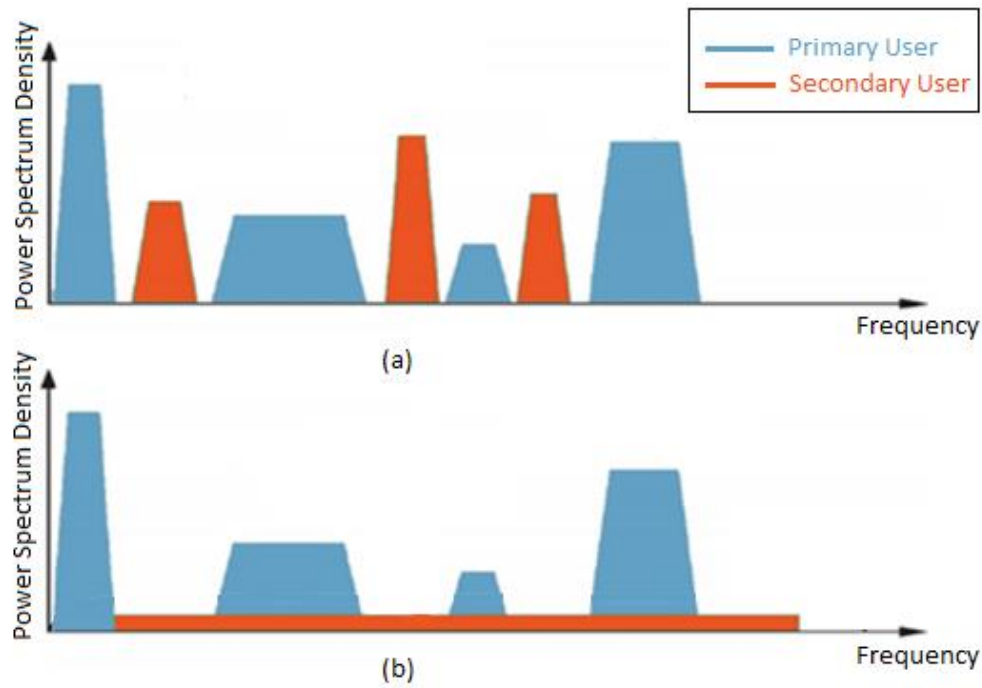 Primary User
Secondary User
Power Spectrum Density
Frequency
(a)
Power Spectrum Density
Frequency
(b)